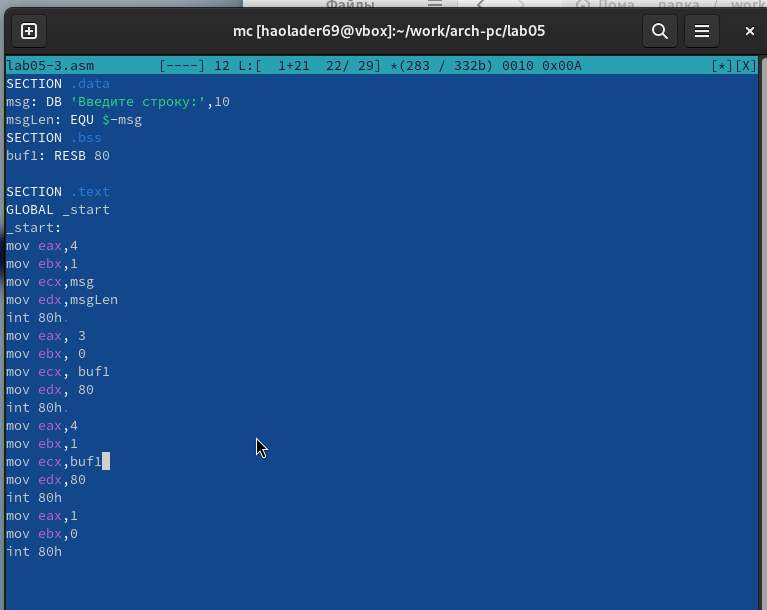 Файлы
Дома
папка / work
mc [haolader69@vbox]:~/work/arch-pc/lab05
lab05-3.asm [----] 12 L:[ 1+21 22/ 29] *(283 / 332b) 0010 0x00A [*][X]
SECTION .data
msg: DB 'Введите строку:',10
msgLen: EQU $-msg
SECTION .bss
buf1: RESB 80
SECTION .text
GLOBAL _start
_start:
mov eax,4
mov ebx,1
mov ecx,msg
mov edx,msgLen
int 80h
mov eax, 3
mov ebx, 0
mov ecx, buf1
mov edx, 80
int 80h
mov eax,4
mov ebx,1
mov ecx,buf1
mov edx,80
int 80h
mov eax,1
mov ebx,0
int 80h